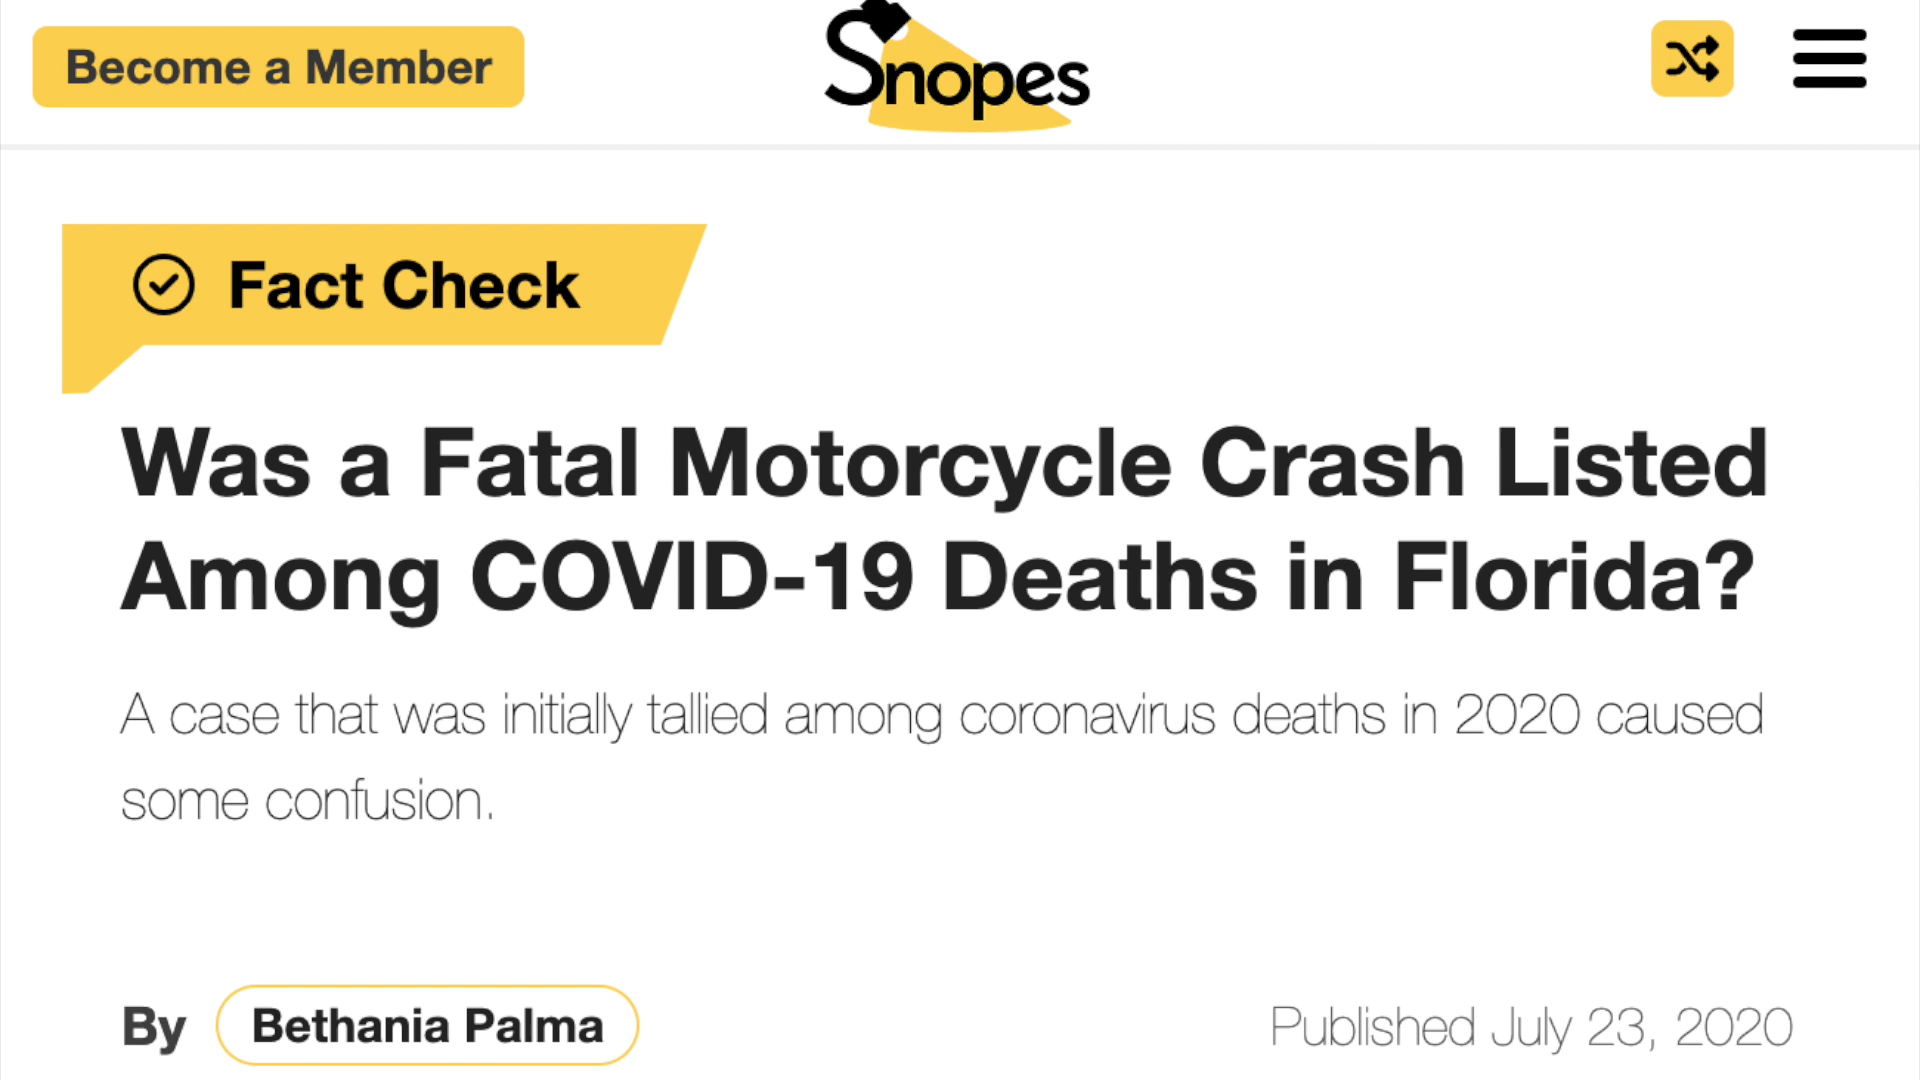 Become a Member
Snopes
Fact Check
Was a Fatal Motorcycle Crash Listed
Among COVID-19 Deaths in Florida?
A case that was initially tallied among coronavirus deaths in 2020 caused
some confusion.
By Bethania Palma
Published July 23, 2020